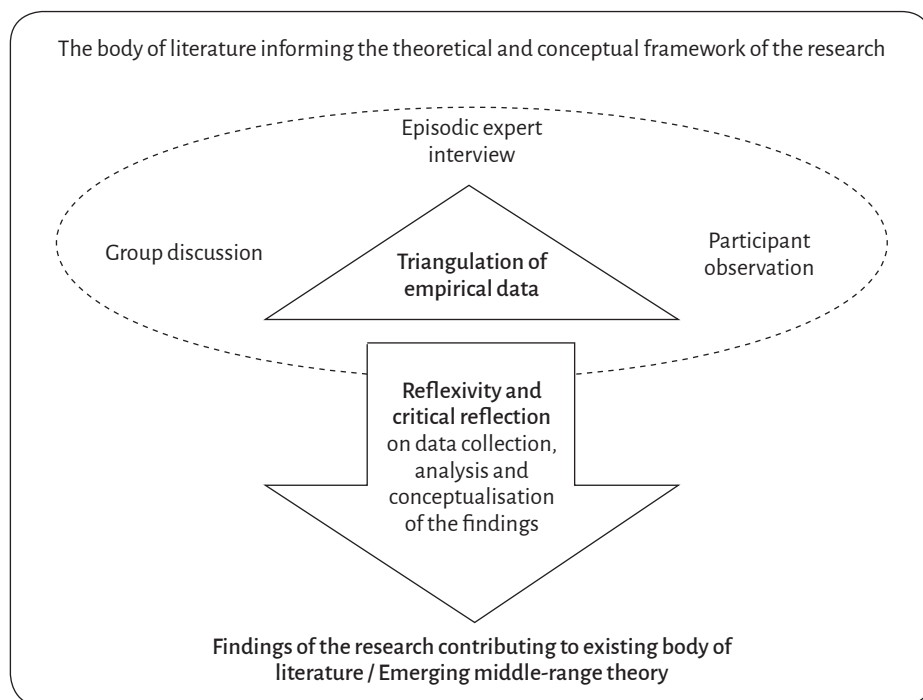 The body of literature informing the theoretical and conceptual framework of the research
Episodic expert
interview
Group discussion
Participant
observation
Triangulation of
empirical data
Reflexivity and
critical reflection
on data collection,
analysis and
conceptualisation
of the findings
Findings of the research contributing to existing body of
literature / Emerging middle-range theory